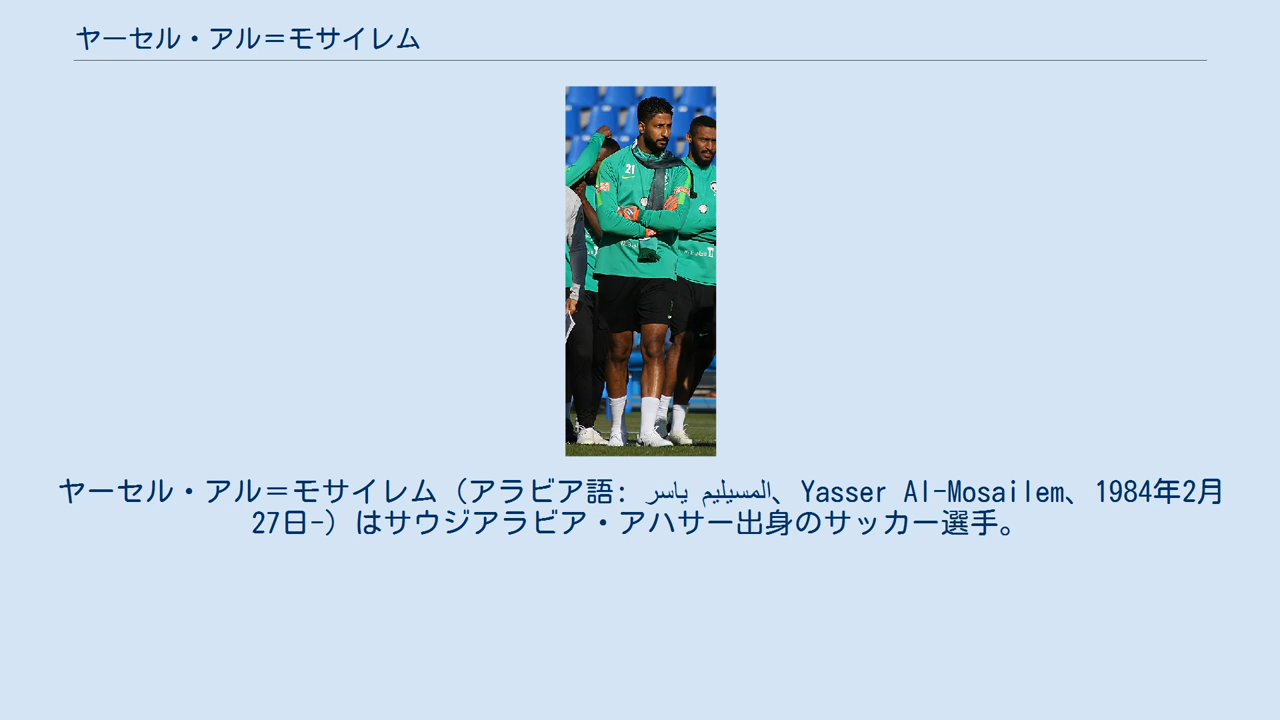 ヤーセル・アル＝モサイレム
21
ヤーセル・アル＝モサイレム（アラビア語: المسيليم ياسر、Yasser Al-Mosailem、1984年2月
27日-）はサウジアラビア・アハサー出身のサッカー選手。